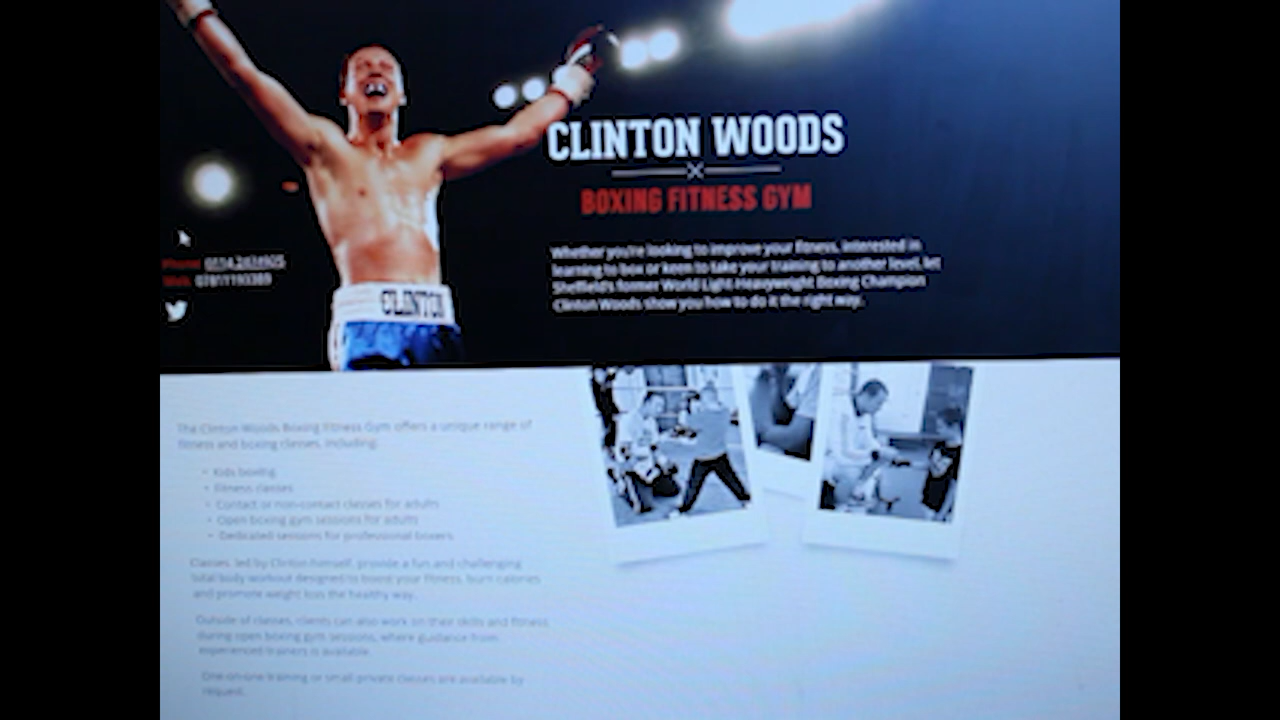 CLINTON WOODS
BOXING FITNESS GYM
Whether you're looking to improve your fitness, interested in
learning to box or keen to take your training to another level, let
Sheffield's former World Light-Heavyweight Boxing Champion
Clinton Woods show you how to do it the right way.
Phone:
CLINTON
The Clinton Woods Boxing Fitness Gym offers a unique range of
fitness and boxing classes, including:
• Kids boxing
• Fitness classes
• Contact or non-contact classes for adults
• Open boxing gym sessions for adults
• Dedicated sessions for professional boxers
Classes, led by Clinton himself, provide a fun and challenging
total body workout designed to boost your fitness, burn calories
and promote weight loss the healthy way.
Outside of classes, clients can also work on their skills and fitness
during open boxing gym sessions, where guidance from
experienced trainers is available.
One-on-one training or small private classes are available by
request.